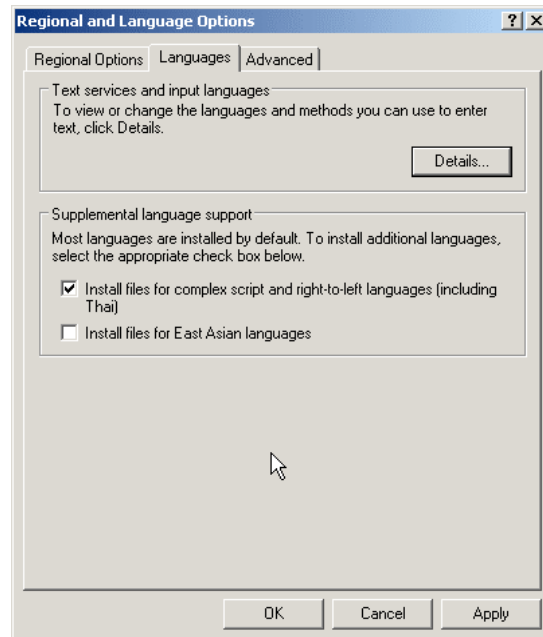 Regional and Language Options
Regional Options Languages Advanced
Text services and input languages
To view or change the languages and methods you can use to enter
text, click Details.
Details...
Supplemental language support
Most languages are installed by default. To install additional languages,
select the appropriate check box below.
Install files for complex script and right-to-left languages (including
Thai)
Install files for East Asian languages
OK Cancel Apply